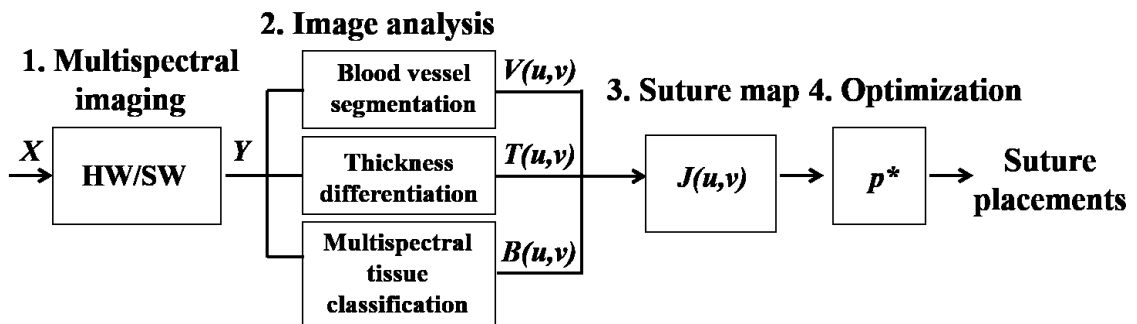 1. Multispectral
imaging
X
HW/SW
Y
2. Image analysis
Blood vessel
segmentation
V(u,v)
Thickness
differentiation
T(u,v)
Multispectral
tissue
classification
B(u,v)
3. Suture map
J(u,v)
4. Optimization
p*
Suture
placements